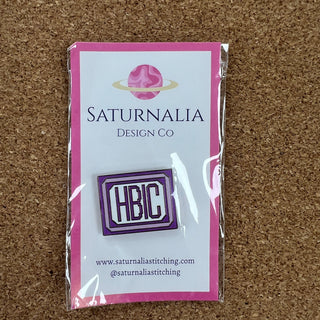 SATURNALIA
DESIGN CO
HBIC
www.saturnaliastitching.com
@saturnaliastitching